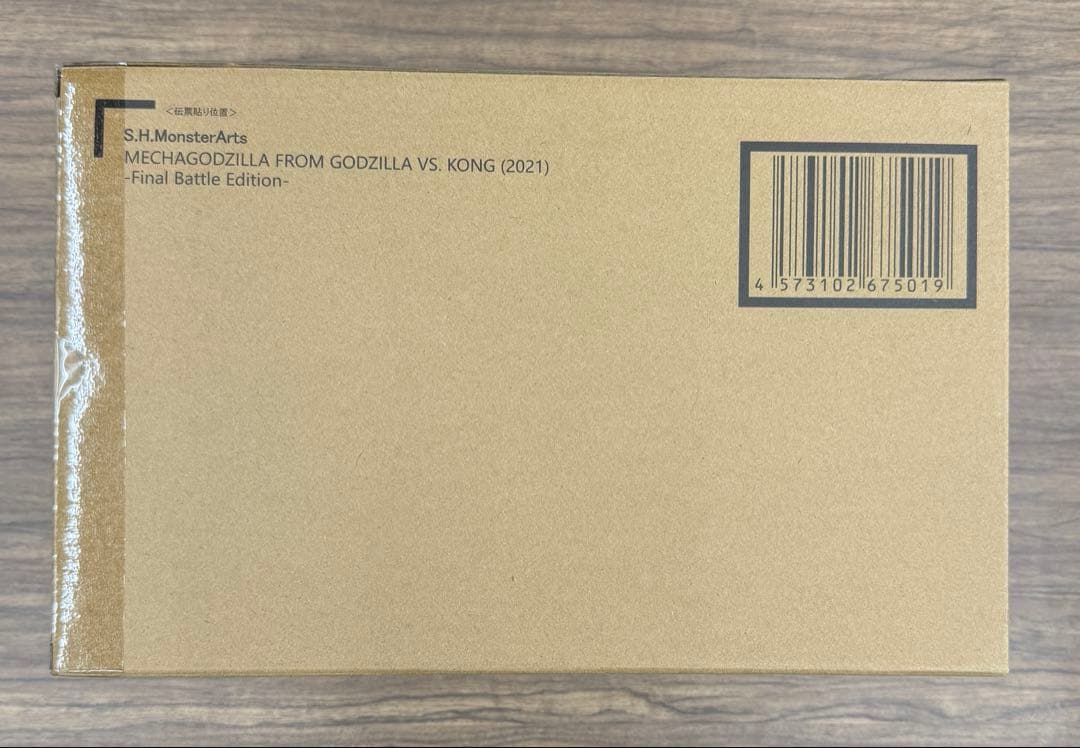 <伝票貼り位置>
S.H.MonsterArts
MECHAGODZILLA FROM GODZILLA VS. KONG (2021)
-Final Battle Edition-
4 573102 675019